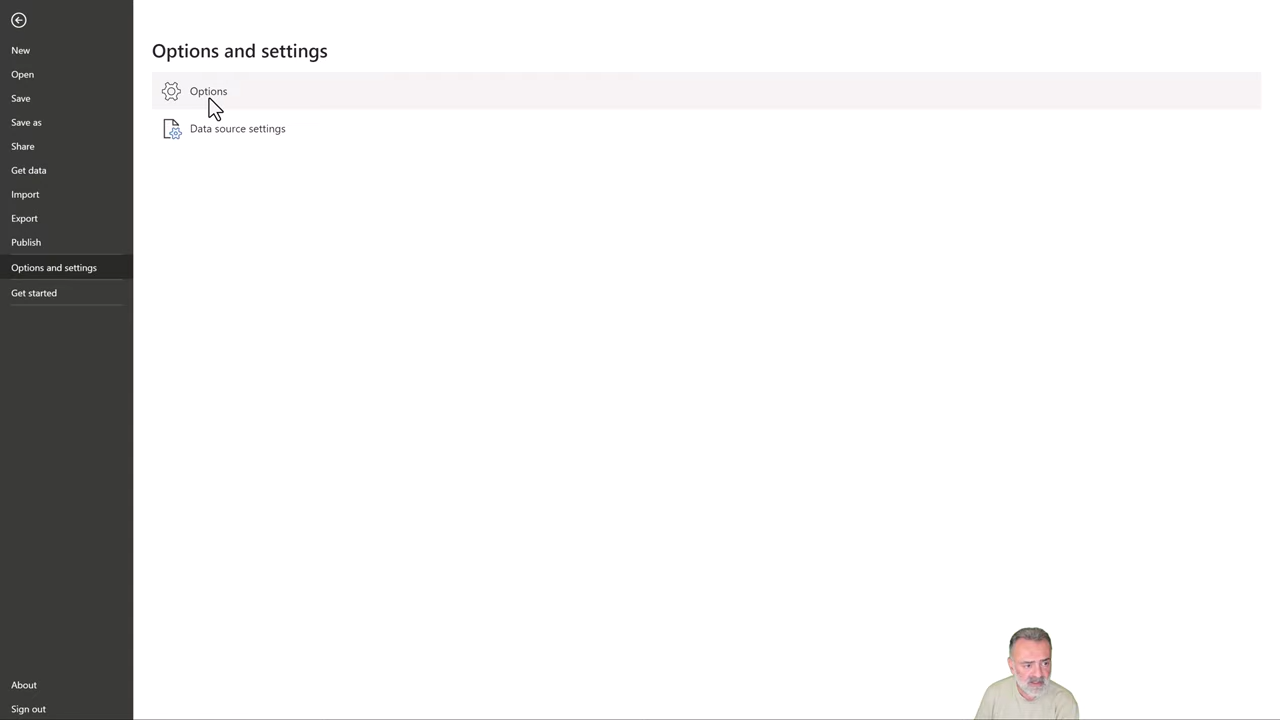 New
Open
Save
Save as
Share
Get data
Import
Export
Publish
Options and settings
Get started
About
Sign out
Options and settings
Options
Data source settings